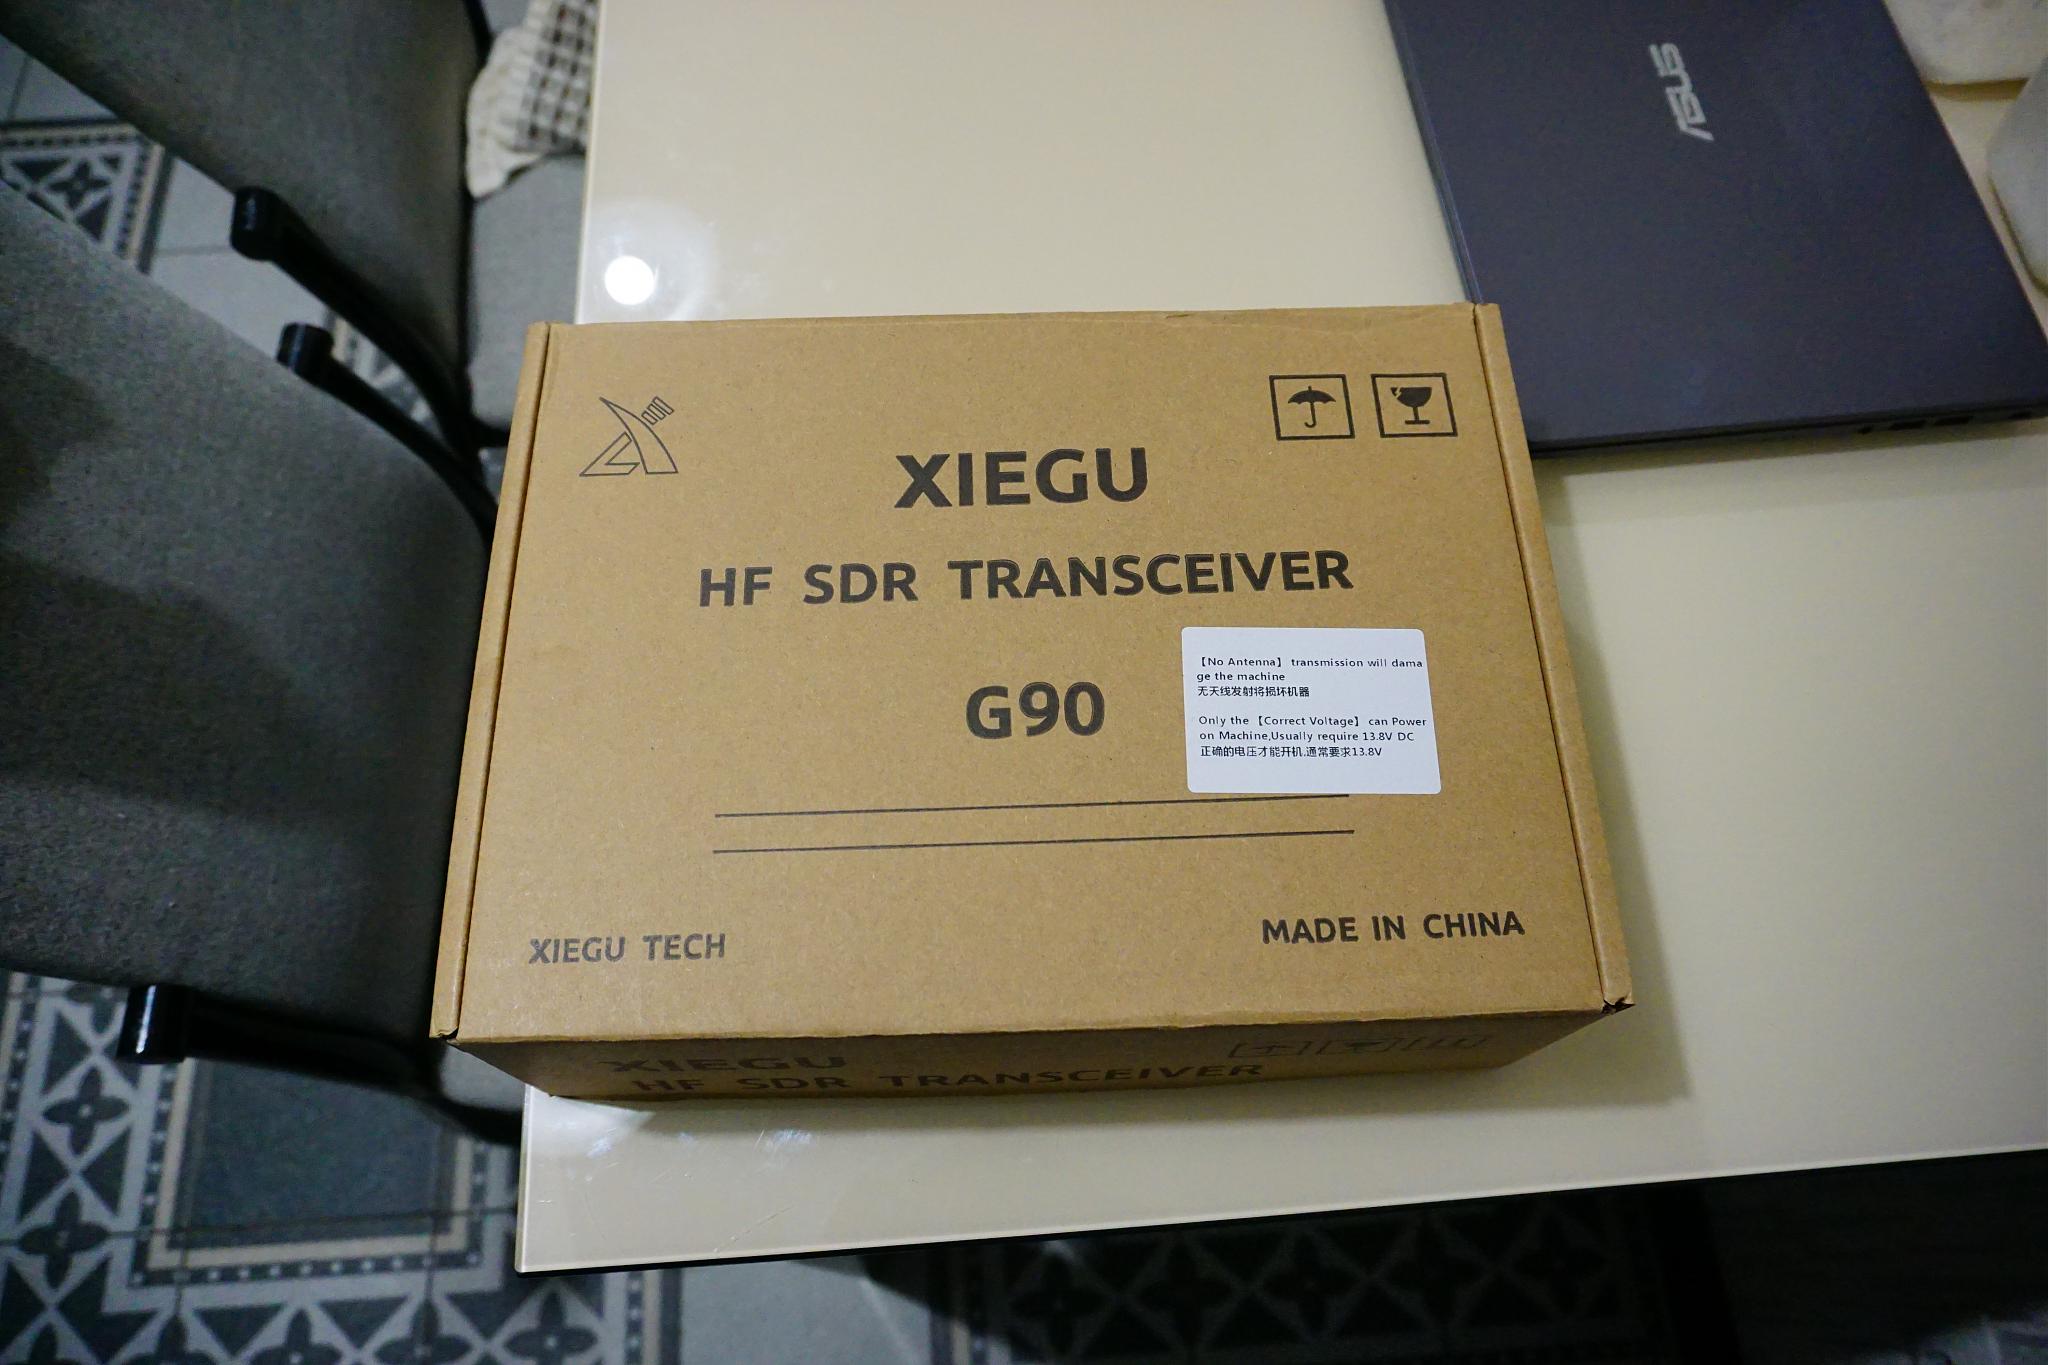 ASUS
XIEGU
HF SDR TRANSCEIVER
G90
【No Antenna】 transmission will dama
ge the machine
无天线发射将损坏机器
Only the 【Correct Voltage】 can Power
on Machine,Usually require 13.8V DC
正确的电压才能开机.通常要求13.8V
XIEGU TECH
MADE IN CHINA
XIEGU
HF SDR TRANSCEIVER